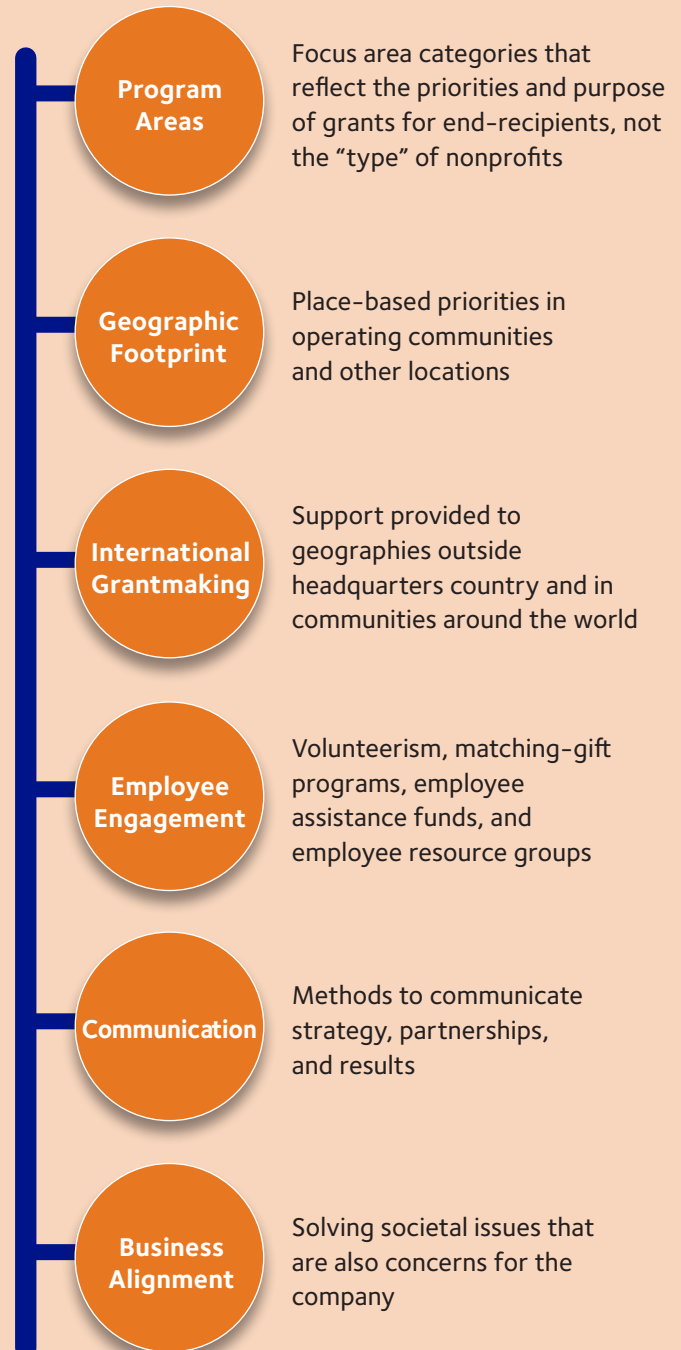 Program
Areas
Focus area categories that
reflect the priorities and purpose
of grants for end-recipients, not
the “type” of nonprofits
Geographic
Footprint
Place-based priorities in
operating communities
and other locations
International
Grantmaking
Support provided to
geographies outside
headquarters country and in
communities around the world
Employee
Engagement
Volunteerism, matching-gift
programs, employee
assistance funds, and
employee resource groups
Communication
Methods to communicate
strategy, partnerships,
and results
Business
Alignment
Solving societal issues that
are also concerns for the
company